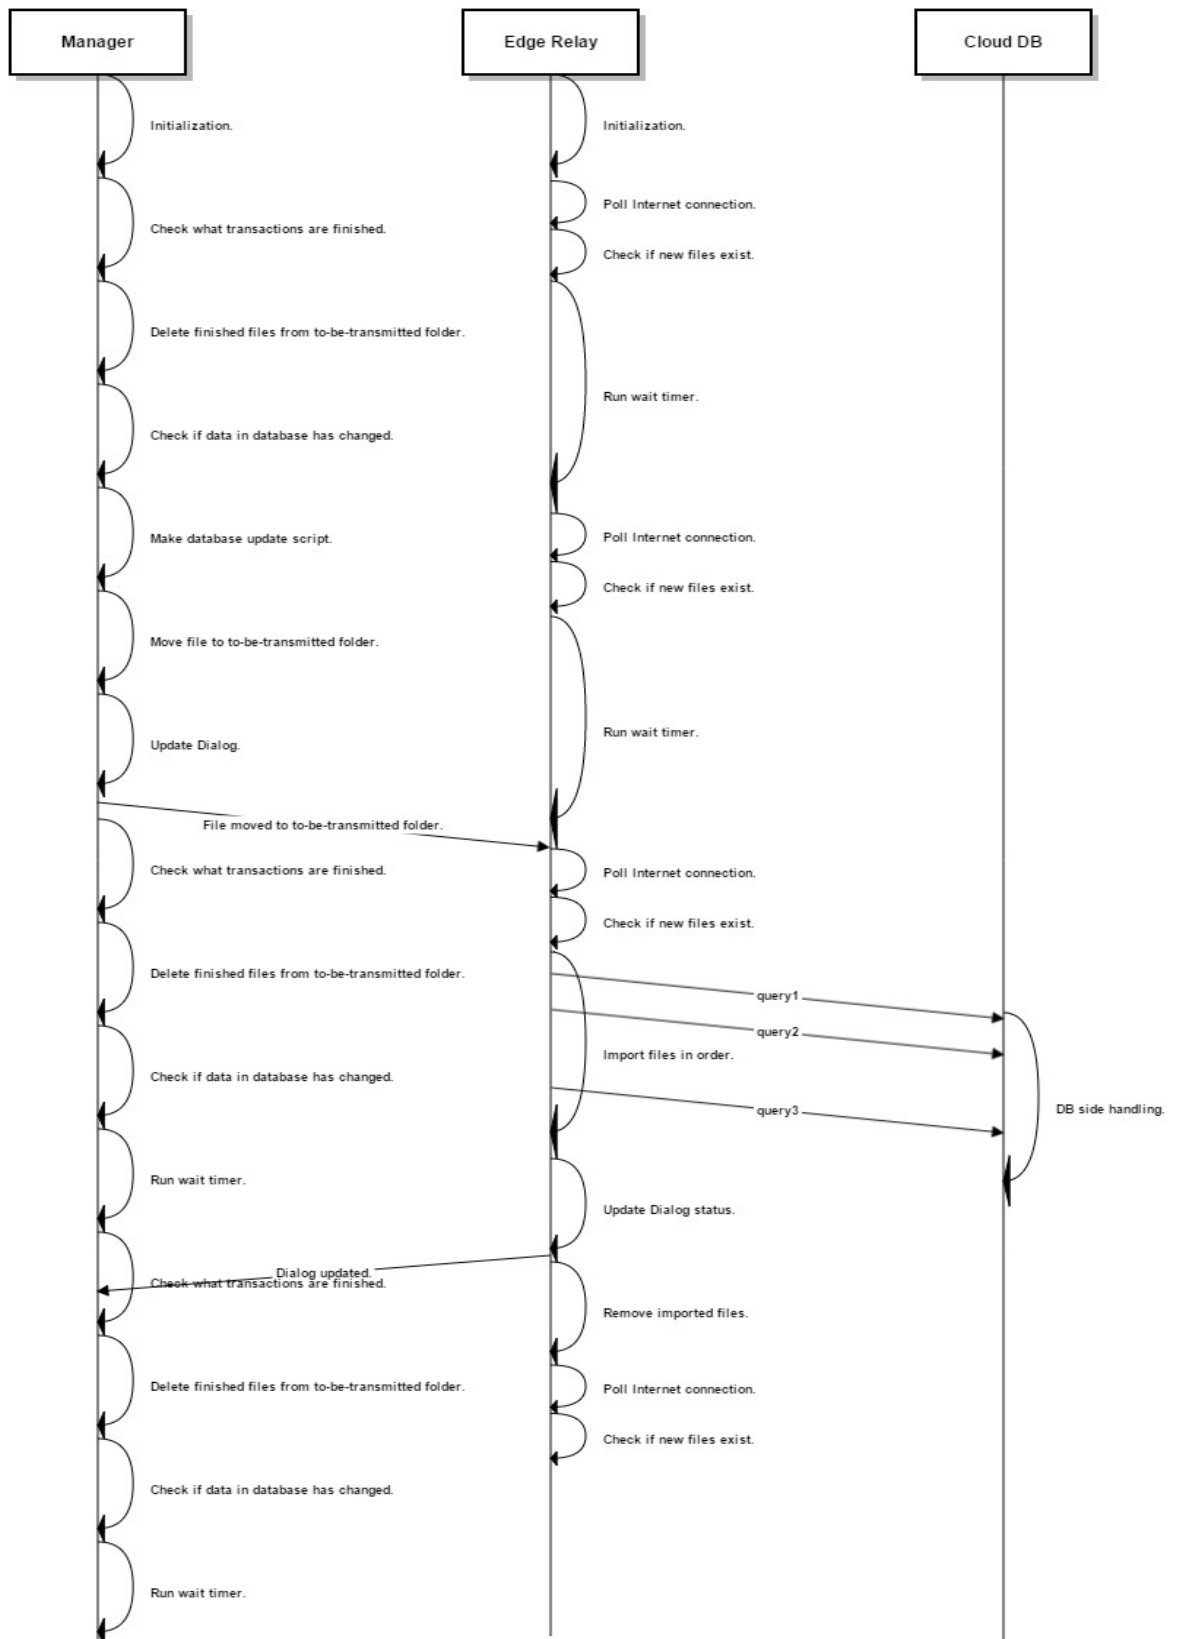 Manager
Edge Relay
Cloud DB
Initialization.
Initialization.
Poll Internet connection.
Check what transactions are finished.
Check if new files exist.
Delete finished files from to-be-transmitted folder.
Run wait timer.
Check if data in database has changed.
Make database update script.
Poll Internet connection.
Check if new files exist.
Move file to to-be-transmitted folder.
Run wait timer.
Update Dialog.
File moved to to-be-transmitted folder.
Check what transactions are finished.
Poll Internet connection.
Check if new files exist.
Delete finished files from to-be-transmitted folder.
query1
query2
Import files in order.
Check if data in database has changed.
query3
DB side handling.
Run wait timer.
Update Dialog status.
Dialog updated.
Check what transactions are finished.
Remove imported files.
Delete finished files from to-be-transmitted folder.
Poll Internet connection.
Check if new files exist.
Check if data in database has changed.
Run wait timer.